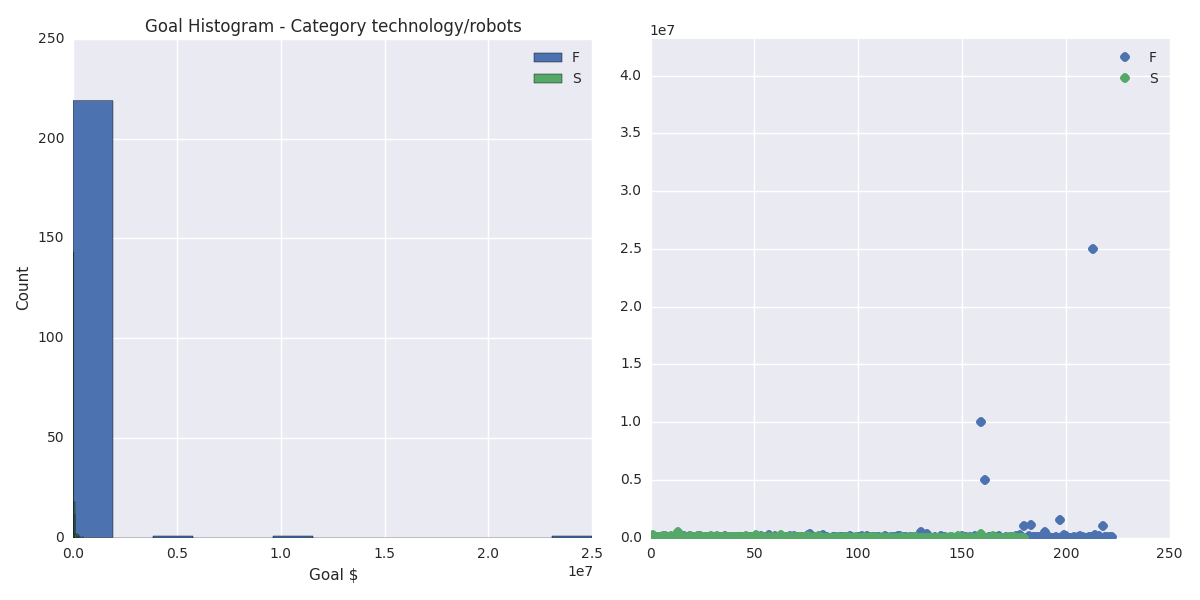 Goal Histogram - Category technology/robots
250
200
150
100
50
0
Count
0.0 0.5 1.0 1.5 2.0 2.5
1e7
Goal $
F
S
1e7
4.0
3.5
3.0
2.5
2.0
1.5
1.0
0.5
0.0
0 50 100 150 200 250
F
S